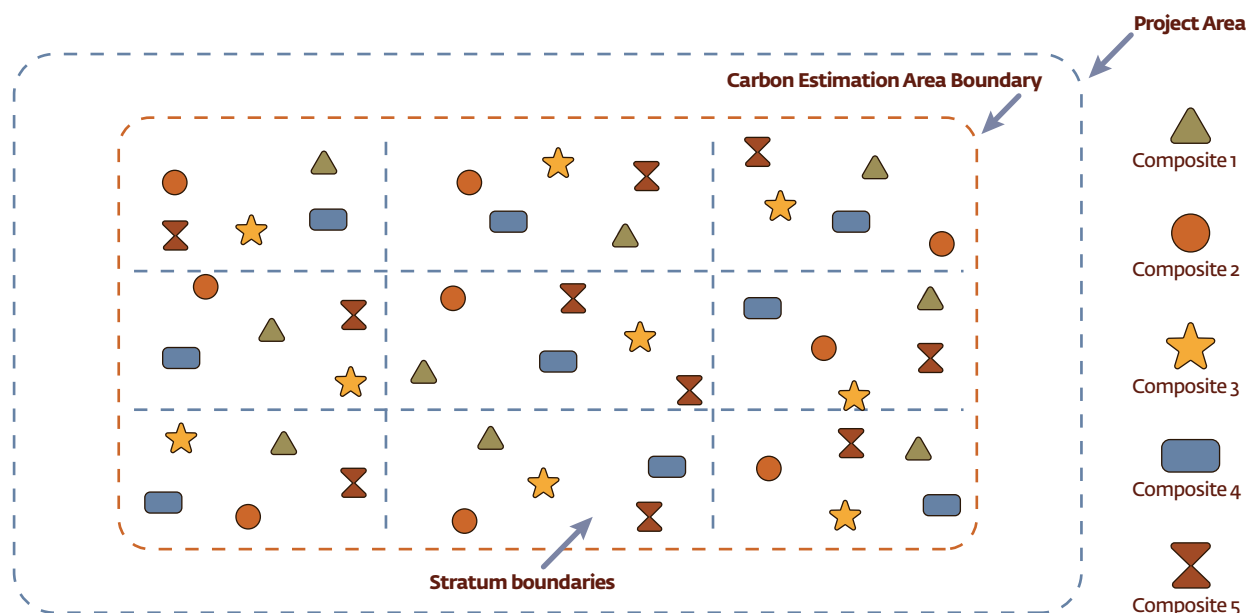 Project Area
Carbon Estimation Area Boundary
Composite 1
Composite 2
Composite 3
Composite 4
Stratum boundaries
Composite 5